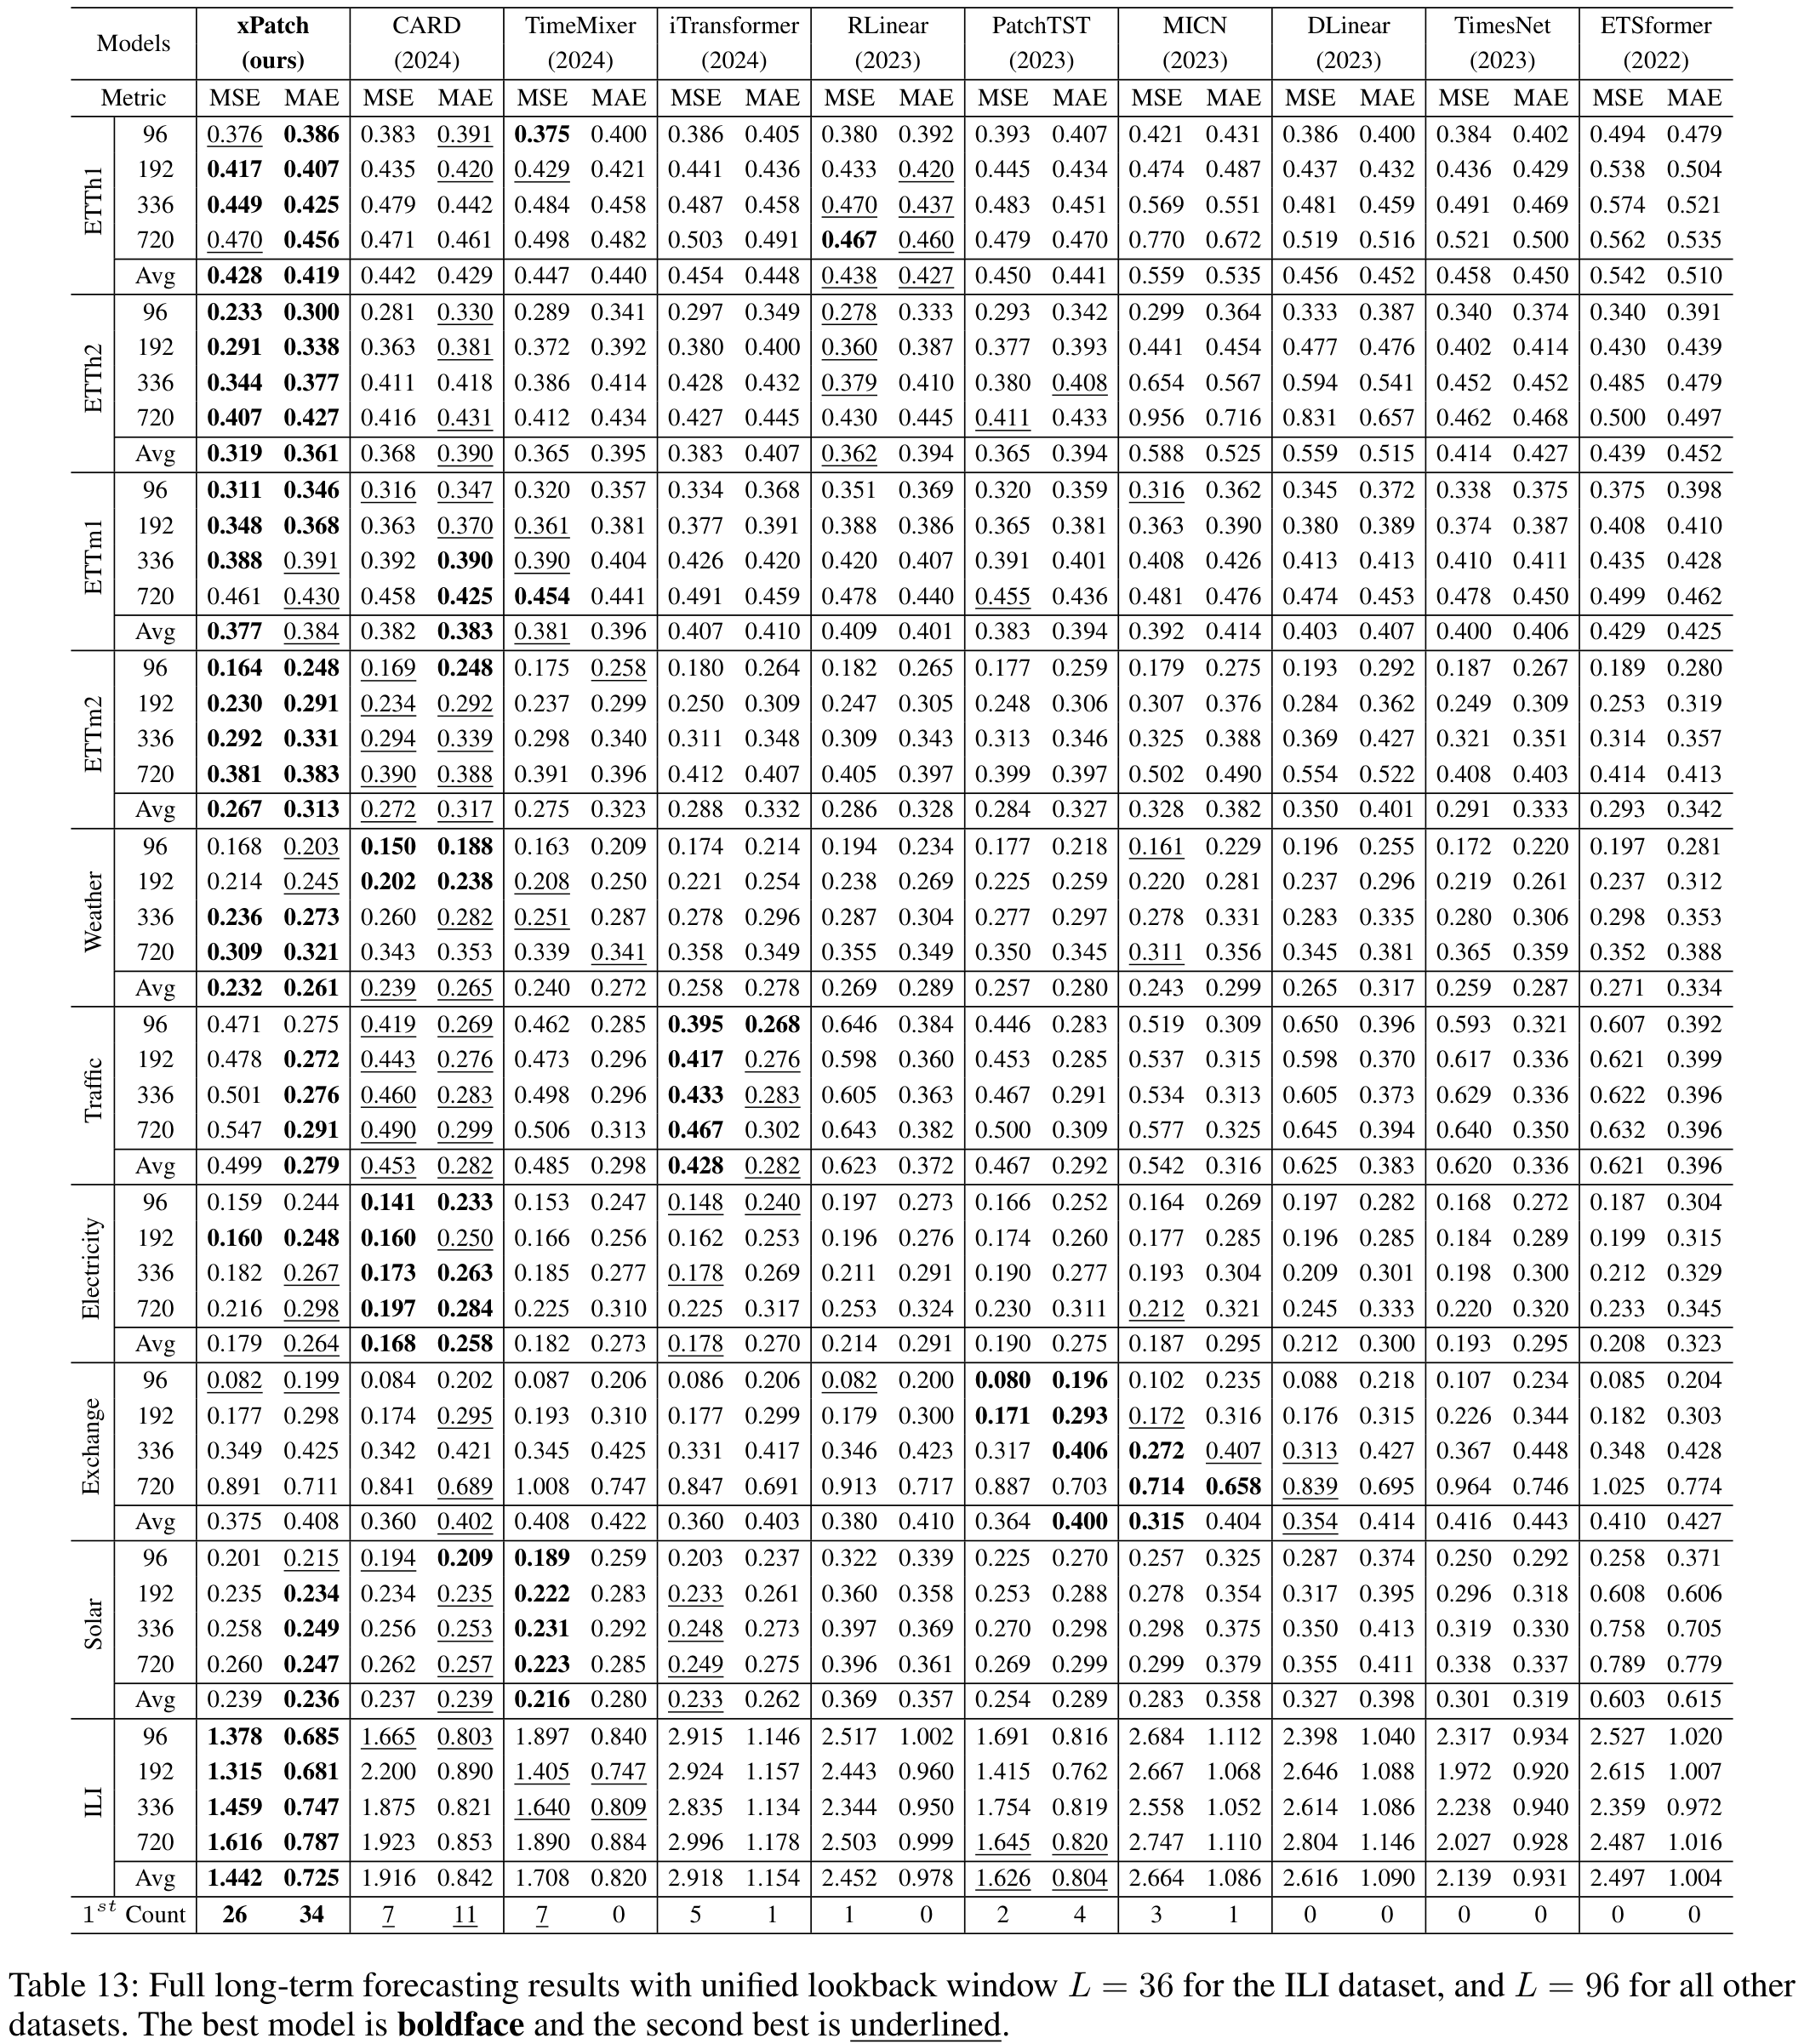 Models xPatch CARD TimeMixer iTransformer RLinear PatchTST MICN DLinear TimesNet ETSformer
(ours) (2024) (2024) (2024) (2023) (2023) (2023) (2023) (2023) (2022)
Metric MSE MAE MSE MAE MSE MAE MSE MAE MSE MAE MSE MAE MSE MAE MSE MAE MSE MAE MSE MAE
ETTh1
96 0.376 0.386 0.383 0.391 0.375 0.400 0.386 0.405 0.380 0.392 0.393 0.407 0.421 0.431 0.386 0.400 0.384 0.402 0.494 0.479
192 0.417 0.407 0.435 0.420 0.429 0.421 0.441 0.436 0.433 0.420 0.445 0.434 0.474 0.487 0.437 0.432 0.436 0.429 0.538 0.504
336 0.449 0.425 0.479 0.442 0.484 0.458 0.487 0.458 0.470 0.437 0.483 0.451 0.569 0.551 0.481 0.459 0.491 0.469 0.574 0.521
720 0.470 0.456 0.471 0.461 0.498 0.482 0.503 0.491 0.467 0.460 0.479 0.470 0.770 0.672 0.519 0.516 0.521 0.500 0.562 0.535
Avg 0.428 0.419 0.442 0.429 0.447 0.440 0.454 0.448 0.438 0.427 0.450 0.441 0.559 0.535 0.456 0.452 0.458 0.450 0.542 0.510
ETTh2
96 0.233 0.300 0.281 0.330 0.289 0.341 0.297 0.349 0.278 0.333 0.293 0.342 0.299 0.364 0.333 0.387 0.340 0.374 0.340 0.391
192 0.291 0.338 0.363 0.381 0.372 0.392 0.380 0.400 0.360 0.387 0.377 0.393 0.441 0.454 0.477 0.476 0.402 0.414 0.430 0.439
336 0.344 0.377 0.411 0.418 0.386 0.414 0.428 0.432 0.379 0.410 0.380 0.408 0.654 0.567 0.594 0.541 0.452 0.452 0.485 0.479
720 0.407 0.427 0.416 0.431 0.412 0.434 0.427 0.445 0.430 0.445 0.411 0.433 0.956 0.716 0.831 0.657 0.462 0.468 0.500 0.497
Avg 0.319 0.361 0.368 0.390 0.365 0.395 0.383 0.407 0.362 0.394 0.365 0.394 0.588 0.525 0.559 0.515 0.414 0.427 0.439 0.452
ETTm1
96 0.311 0.346 0.316 0.347 0.320 0.357 0.334 0.368 0.351 0.369 0.320 0.359 0.316 0.362 0.345 0.372 0.338 0.375 0.375 0.398
192 0.348 0.368 0.363 0.370 0.361 0.381 0.377 0.391 0.388 0.386 0.365 0.381 0.363 0.390 0.380 0.389 0.374 0.387 0.408 0.410
336 0.388 0.391 0.392 0.390 0.390 0.404 0.426 0.420 0.420 0.407 0.391 0.401 0.408 0.426 0.413 0.413 0.410 0.411 0.435 0.428
720 0.461 0.430 0.458 0.425 0.454 0.441 0.491 0.459 0.478 0.440 0.455 0.436 0.481 0.476 0.474 0.453 0.478 0.450 0.499 0.462
Avg 0.377 0.384 0.382 0.383 0.381 0.396 0.407 0.410 0.409 0.401 0.383 0.394 0.392 0.414 0.403 0.407 0.400 0.406 0.429 0.425
ETTm2
96 0.164 0.248 0.169 0.248 0.175 0.258 0.180 0.264 0.182 0.265 0.177 0.259 0.179 0.275 0.193 0.292 0.187 0.267 0.189 0.280
192 0.230 0.291 0.234 0.292 0.237 0.299 0.250 0.309 0.247 0.305 0.248 0.306 0.307 0.376 0.284 0.362 0.249 0.309 0.253 0.319
336 0.292 0.331 0.294 0.339 0.298 0.340 0.311 0.348 0.309 0.343 0.313 0.346 0.325 0.388 0.369 0.427 0.321 0.351 0.314 0.357
720 0.381 0.383 0.390 0.388 0.391 0.396 0.412 0.407 0.405 0.397 0.399 0.397 0.502 0.490 0.554 0.522 0.408 0.403 0.414 0.413
Avg 0.267 0.313 0.272 0.317 0.275 0.323 0.288 0.332 0.286 0.328 0.284 0.327 0.328 0.382 0.350 0.401 0.291 0.333 0.293 0.342
Weather
96 0.168 0.203 0.150 0.188 0.163 0.209 0.174 0.214 0.194 0.234 0.177 0.218 0.161 0.229 0.196 0.255 0.172 0.220 0.197 0.281
192 0.214 0.245 0.202 0.238 0.208 0.250 0.221 0.254 0.238 0.269 0.225 0.259 0.220 0.281 0.237 0.296 0.219 0.261 0.237 0.312
336 0.236 0.273 0.260 0.282 0.251 0.287 0.278 0.296 0.287 0.304 0.277 0.297 0.278 0.331 0.283 0.335 0.280 0.306 0.298 0.353
720 0.309 0.321 0.343 0.353 0.339 0.341 0.358 0.349 0.355 0.349 0.350 0.345 0.311 0.356 0.345 0.381 0.365 0.359 0.352 0.388
Avg 0.232 0.261 0.239 0.265 0.240 0.272 0.258 0.278 0.269 0.289 0.257 0.280 0.243 0.299 0.265 0.317 0.259 0.287 0.271 0.334
Traffic
96 0.471 0.275 0.419 0.269 0.462 0.285 0.395 0.268 0.646 0.384 0.446 0.283 0.519 0.309 0.650 0.396 0.593 0.321 0.607 0.392
192 0.478 0.272 0.443 0.276 0.473 0.296 0.417 0.276 0.598 0.360 0.453 0.285 0.537 0.315 0.598 0.370 0.617 0.336 0.621 0.399
336 0.501 0.276 0.460 0.283 0.498 0.296 0.433 0.283 0.605 0.363 0.467 0.291 0.534 0.313 0.605 0.373 0.629 0.336 0.622 0.396
720 0.547 0.291 0.490 0.299 0.506 0.313 0.467 0.302 0.643 0.382 0.500 0.309 0.577 0.325 0.645 0.394 0.640 0.350 0.632 0.396
Avg 0.499 0.279 0.453 0.282 0.485 0.298 0.428 0.282 0.623 0.372 0.467 0.292 0.542 0.316 0.625 0.383 0.620 0.336 0.621 0.396
Electricity
96 0.159 0.244 0.141 0.233 0.153 0.247 0.148 0.240 0.197 0.273 0.166 0.252 0.164 0.269 0.197 0.282 0.168 0.272 0.187 0.304
192 0.160 0.248 0.160 0.250 0.166 0.256 0.162 0.253 0.196 0.276 0.174 0.260 0.177 0.285 0.196 0.285 0.184 0.289 0.199 0.315
336 0.182 0.267 0.173 0.263 0.185 0.277 0.178 0.269 0.211 0.291 0.190 0.277 0.193 0.304 0.209 0.301 0.198 0.300 0.212 0.329
720 0.216 0.298 0.197 0.284 0.225 0.310 0.225 0.317 0.253 0.324 0.230 0.311 0.212 0.321 0.245 0.333 0.220 0.320 0.233 0.345
Avg 0.179 0.264 0.168 0.258 0.182 0.273 0.178 0.270 0.214 0.291 0.190 0.275 0.187 0.295 0.212 0.300 0.193 0.295 0.208 0.323
Exchange
96 0.082 0.199 0.084 0.202 0.087 0.206 0.086 0.206 0.082 0.200 0.080 0.196 0.102 0.235 0.088 0.218 0.107 0.234 0.085 0.204
192 0.177 0.298 0.174 0.295 0.193 0.310 0.177 0.299 0.179 0.300 0.171 0.293 0.172 0.316 0.176 0.315 0.226 0.344 0.182 0.303
336 0.349 0.425 0.342 0.421 0.345 0.425 0.331 0.417 0.346 0.423 0.317 0.406 0.272 0.407 0.313 0.427 0.367 0.448 0.348 0.428
720 0.891 0.711 0.841 0.689 1.008 0.747 0.847 0.691 0.913 0.717 0.887 0.703 0.714 0.658 0.839 0.695 0.964 0.746 1.025 0.774
Avg 0.375 0.408 0.360 0.402 0.408 0.422 0.360 0.403 0.380 0.410 0.364 0.400 0.315 0.404 0.354 0.414 0.416 0.443 0.410 0.427
Solar
96 0.201 0.215 0.194 0.209 0.189 0.259 0.203 0.237 0.322 0.339 0.225 0.270 0.257 0.325 0.287 0.374 0.250 0.292 0.258 0.371
192 0.235 0.234 0.234 0.235 0.222 0.283 0.233 0.261 0.360 0.358 0.253 0.288 0.278 0.354 0.317 0.395 0.296 0.318 0.608 0.606
336 0.258 0.249 0.256 0.253 0.231 0.292 0.248 0.273 0.397 0.369 0.270 0.298 0.298 0.375 0.350 0.413 0.319 0.330 0.758 0.705
720 0.260 0.247 0.262 0.257 0.223 0.285 0.249 0.275 0.396 0.361 0.269 0.299 0.299 0.379 0.355 0.411 0.338 0.337 0.789 0.779
Avg 0.239 0.236 0.237 0.239 0.216 0.280 0.233 0.262 0.369 0.357 0.254 0.289 0.283 0.358 0.327 0.398 0.301 0.319 0.603 0.615
ILI
96 1.378 0.685 1.665 0.803 1.897 0.840 2.915 1.146 2.517 1.002 1.691 0.816 2.684 1.112 2.398 1.040 2.317 0.934 2.527 1.020
192 1.315 0.681 2.200 0.890 1.405 0.747 2.924 1.157 2.443 0.960 1.415 0.762 2.667 1.068 2.646 1.088 1.972 0.920 2.615 1.007
336 1.459 0.747 1.875 0.821 1.640 0.809 2.835 1.134 2.344 0.950 1.754 0.819 2.558 1.052 2.614 1.086 2.238 0.940 2.359 0.972
720 1.616 0.787 1.923 0.853 1.890 0.884 2.996 1.178 2.503 0.999 1.645 0.820 2.747 1.110 2.804 1.146 2.027 0.928 2.487 1.016
Avg 1.442 0.725 1.916 0.842 1.708 0.820 2.918 1.154 2.452 0.978 1.626 0.804 2.664 1.086 2.616 1.090 2.139 0.931 2.497 1.004
1st Count 26 34 7 11 7 0 5 1 1 0 2 4 3 1 0 0 0 0 0 0
Table 13: Full long-term forecasting results with unified lookback window L = 36 for the ILI dataset, and L = 96 for all other
datasets. The best model is boldface and the second best is underlined.